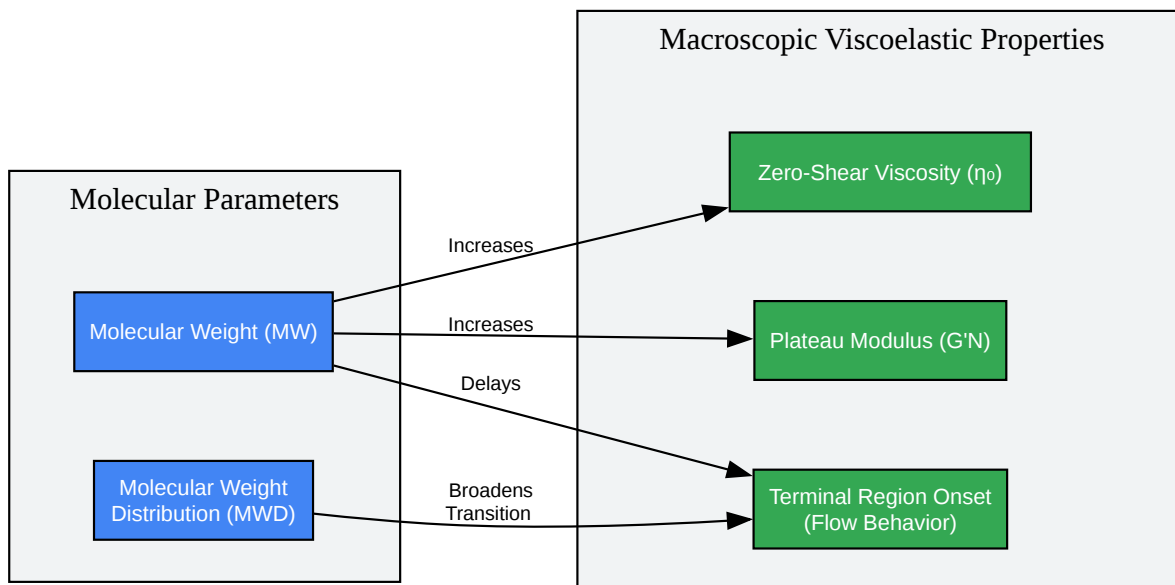 Macroscopic Viscoelastic Properties
Zero-Shear Viscosity (η₀)
Molecular Parameters
Increases
Molecular Weight (MW)
Increases
Plateau Modulus (G'N)
Delays
Molecular Weight
Distribution (MWD)
Broadens
Transition
Terminal Region Onset
(Flow Behavior)